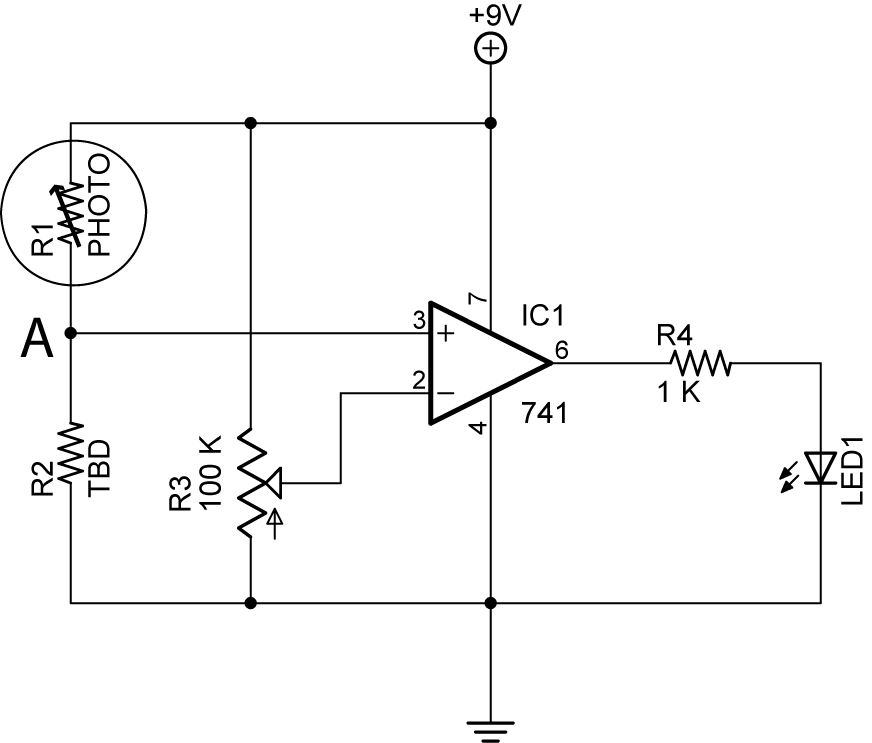 +9V
R1
PHOTO
A
3
2
7
6
4
IC1
741
R4
1 K
R2
TBD
R3
100 K
LED1